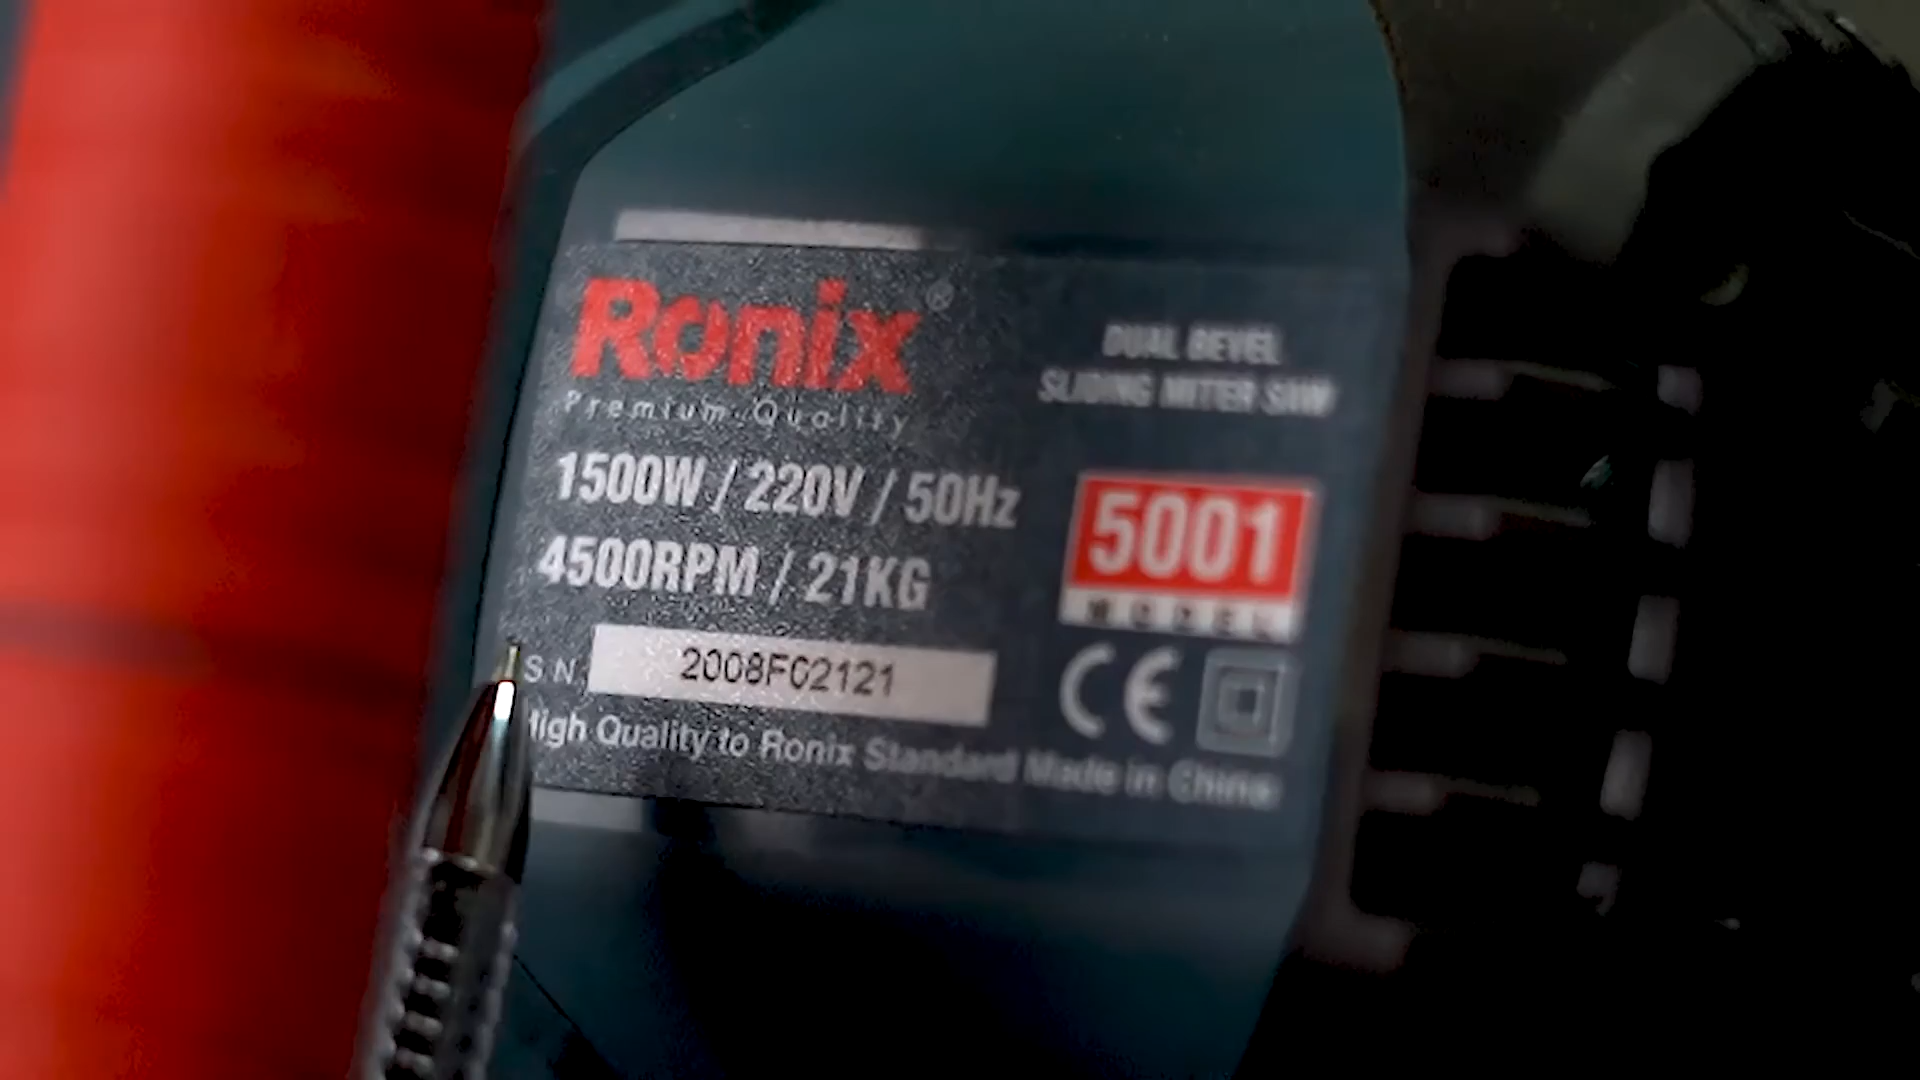 Ronix®
Premium Quality
DUAL BEVEL
SLIDING MITER SAW
1500W / 220V / 50Hz
4500RPM / 21KG
5001
MODEL
S.N.: 2008F02121
High Quality to Ronix Standard Made in China
CE